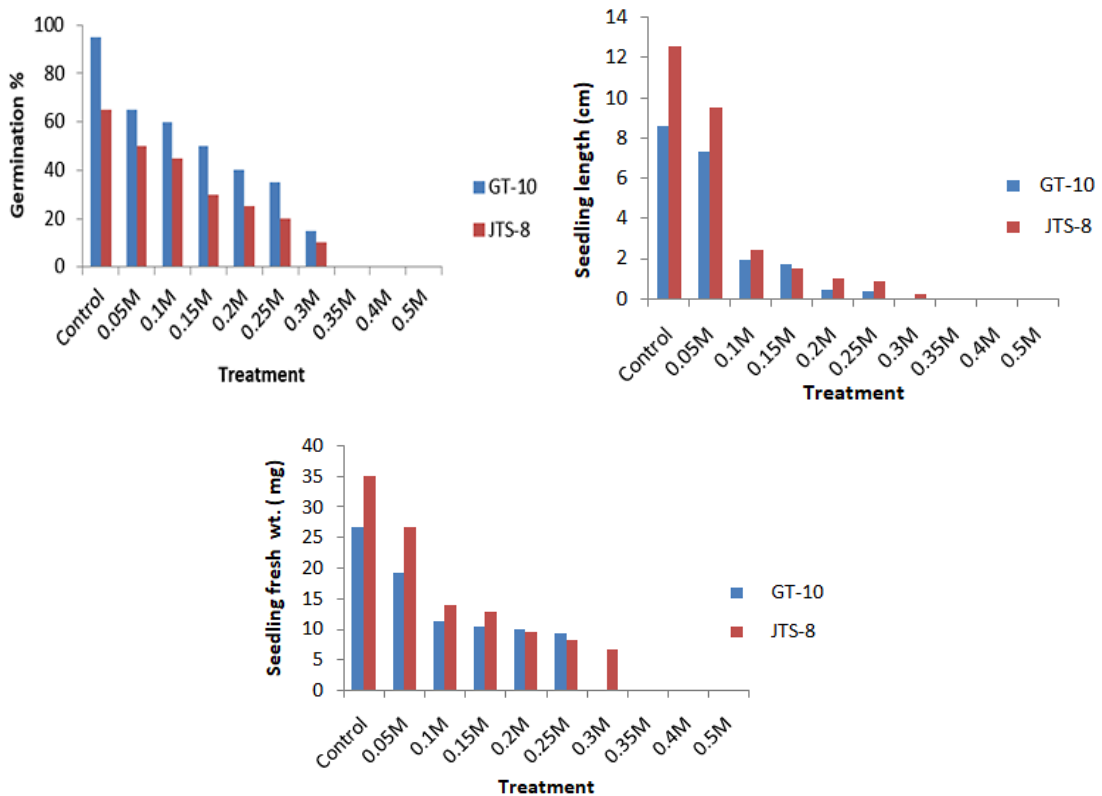 Germination %
100
80
60
40
20
0
Control
0.05M
0.1M
0.15M
0.2M
0.25M
0.3M
0.35M
0.4M
0.5M
Treatment
GT-10
JTS-8
Seedling length (cm)
14
12
10
8
6
4
2
0
Control
0.05M
0.1M
0.15M
0.2M
0.25M
0.3M
0.35M
0.4M
0.5M
Treatment
GT-10
JTS-8
Seedling fresh wt. ( mg)
40
35
30
25
20
15
10
5
0
Control
0.05M
0.1M
0.15M
0.2M
0.25M
0.3M
0.35M
0.4M
0.5M
Treatment
GT-10
JTS-8